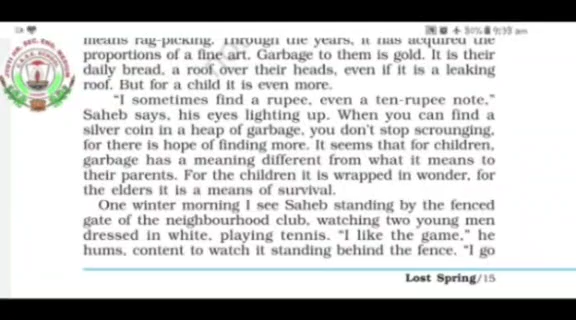 80% 9:59 am
means rag-picking. Through the years, it has acquired the
proportions of a fine art. Garbage to them is gold. It is their
daily bread, a roof over their heads, even if it is a leaking
roof. But for a child it is even more.
“I sometimes find a rupee, even a ten-rupee note,”
Saheb says, his eyes lighting up. When you can find a
silver coin in a heap of garbage, you don’t stop scrounging,
for there is hope of finding more. It seems that for children,
garbage has a meaning different from what it means to
their parents. For the children it is wrapped in wonder, for
the elders it is a means of survival.
One winter morning I see Saheb standing by the fenced
gate of the neighbourhood club, watching two young men
dressed in white, playing tennis. “I like the game,” he
hums, content to watch it standing behind the fence. “I go
Lost Spring/15